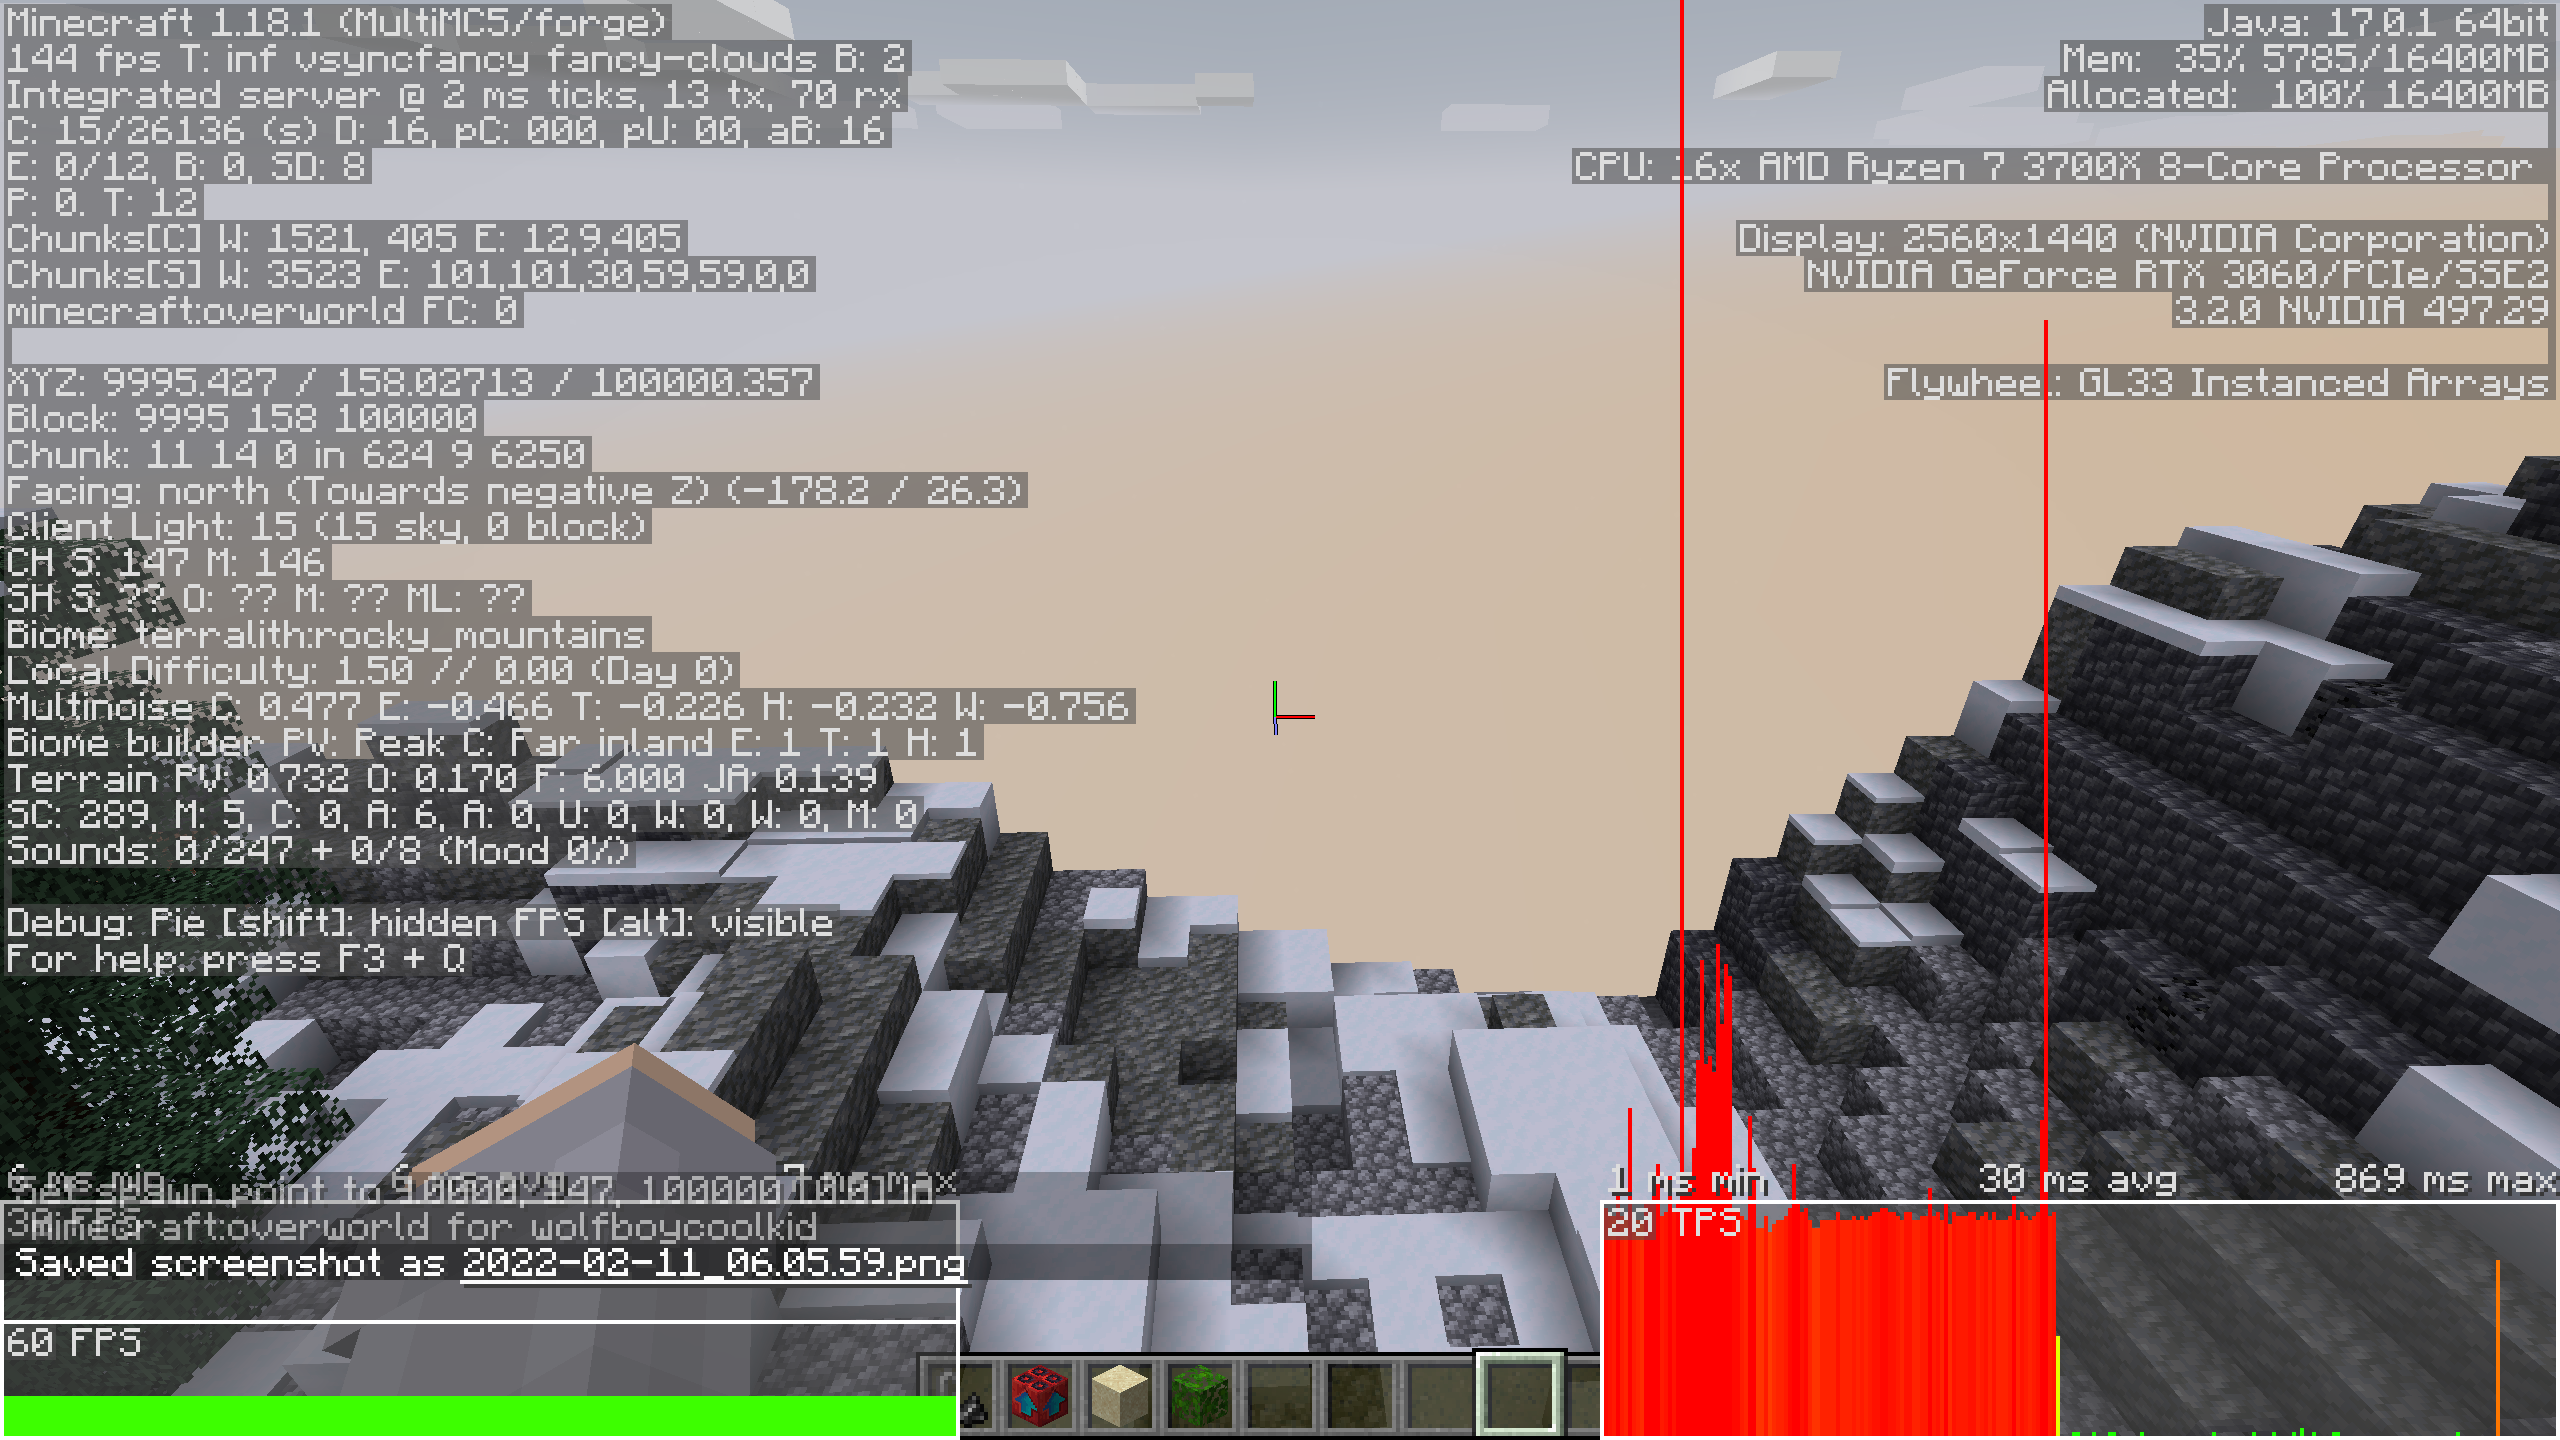 Minecraft 1.18.1 (MultiMC5/forge)
144 fps T: inf vsyncfancy fancy-clouds B: 2
Integrated server @ 2 ms ticks, 13 tx, 70 rx
C: 15/26136 (s) D: 16, pC: 000, pU: 00, aB: 16
E: 0/12, B: 0, SD: 8
P: 0. T: 12
Chunks[C] W: 1521, 405 E: 12,9,405
Chunks[S] W: 3523 E: 101,101,30,59,59,0,0
minecraft:overworld FC: 0
XYZ: 9995.427 / 158.02713 / 100000.357
Block: 9995 158 100000
Chunk: 11 14 0 in 624 9 6250
Facing: north (Towards negative Z) (-178.2 / 26.3)
Client Light: 15 (15 sky, 0 block)
CH S: 147 M: 146
SH S: ?? O: ?? M: ?? ML: ??
Biome: terralith:rocky_mountains
Local Difficulty: 1.50 // 0.00 (Day 0)
Multinoise C: 0.477 E: -0.466 T: -0.226 H: -0.232 W: -0.756
Biome builder PV: Peak C: Far inland E: 1 T: 1 H: 1
Terrain PV: 0.732 O: 0.170 F: 6.000 JA: 0.139
SC: 289, M: 5, C: 0, A: 6, A: 0, U: 0, W: 0, W: 0, M: 0
Sounds: 0/247 + 0/8 (Mood 0%)
Debug: Pie [shift]: hidden FPS [alt]: visible
For help: press F3 + Q
Java: 17.0.1 64bit
Mem: 35% 5785/16400MB
Allocated: 100% 16400MB
CPU: 16x AMD Ryzen 7 3700X 8-Core Processor
Display: 2560x1440 (NVIDIA Corporation)
NVIDIA GeForce RTX 3060/PCIe/SSE2
3.2.0 NVIDIA 497.29
Flywheel: GL33 Instanced Arrays
6 ms min
7 ms max
spawn point to
minecraft:overworld for wolfboycoolkid
30 FPS
Saved screenshot as 2022-02-11_06.05.59.png
60 FPS
1 ms min 30 ms avg 869 ms max
20 TPS